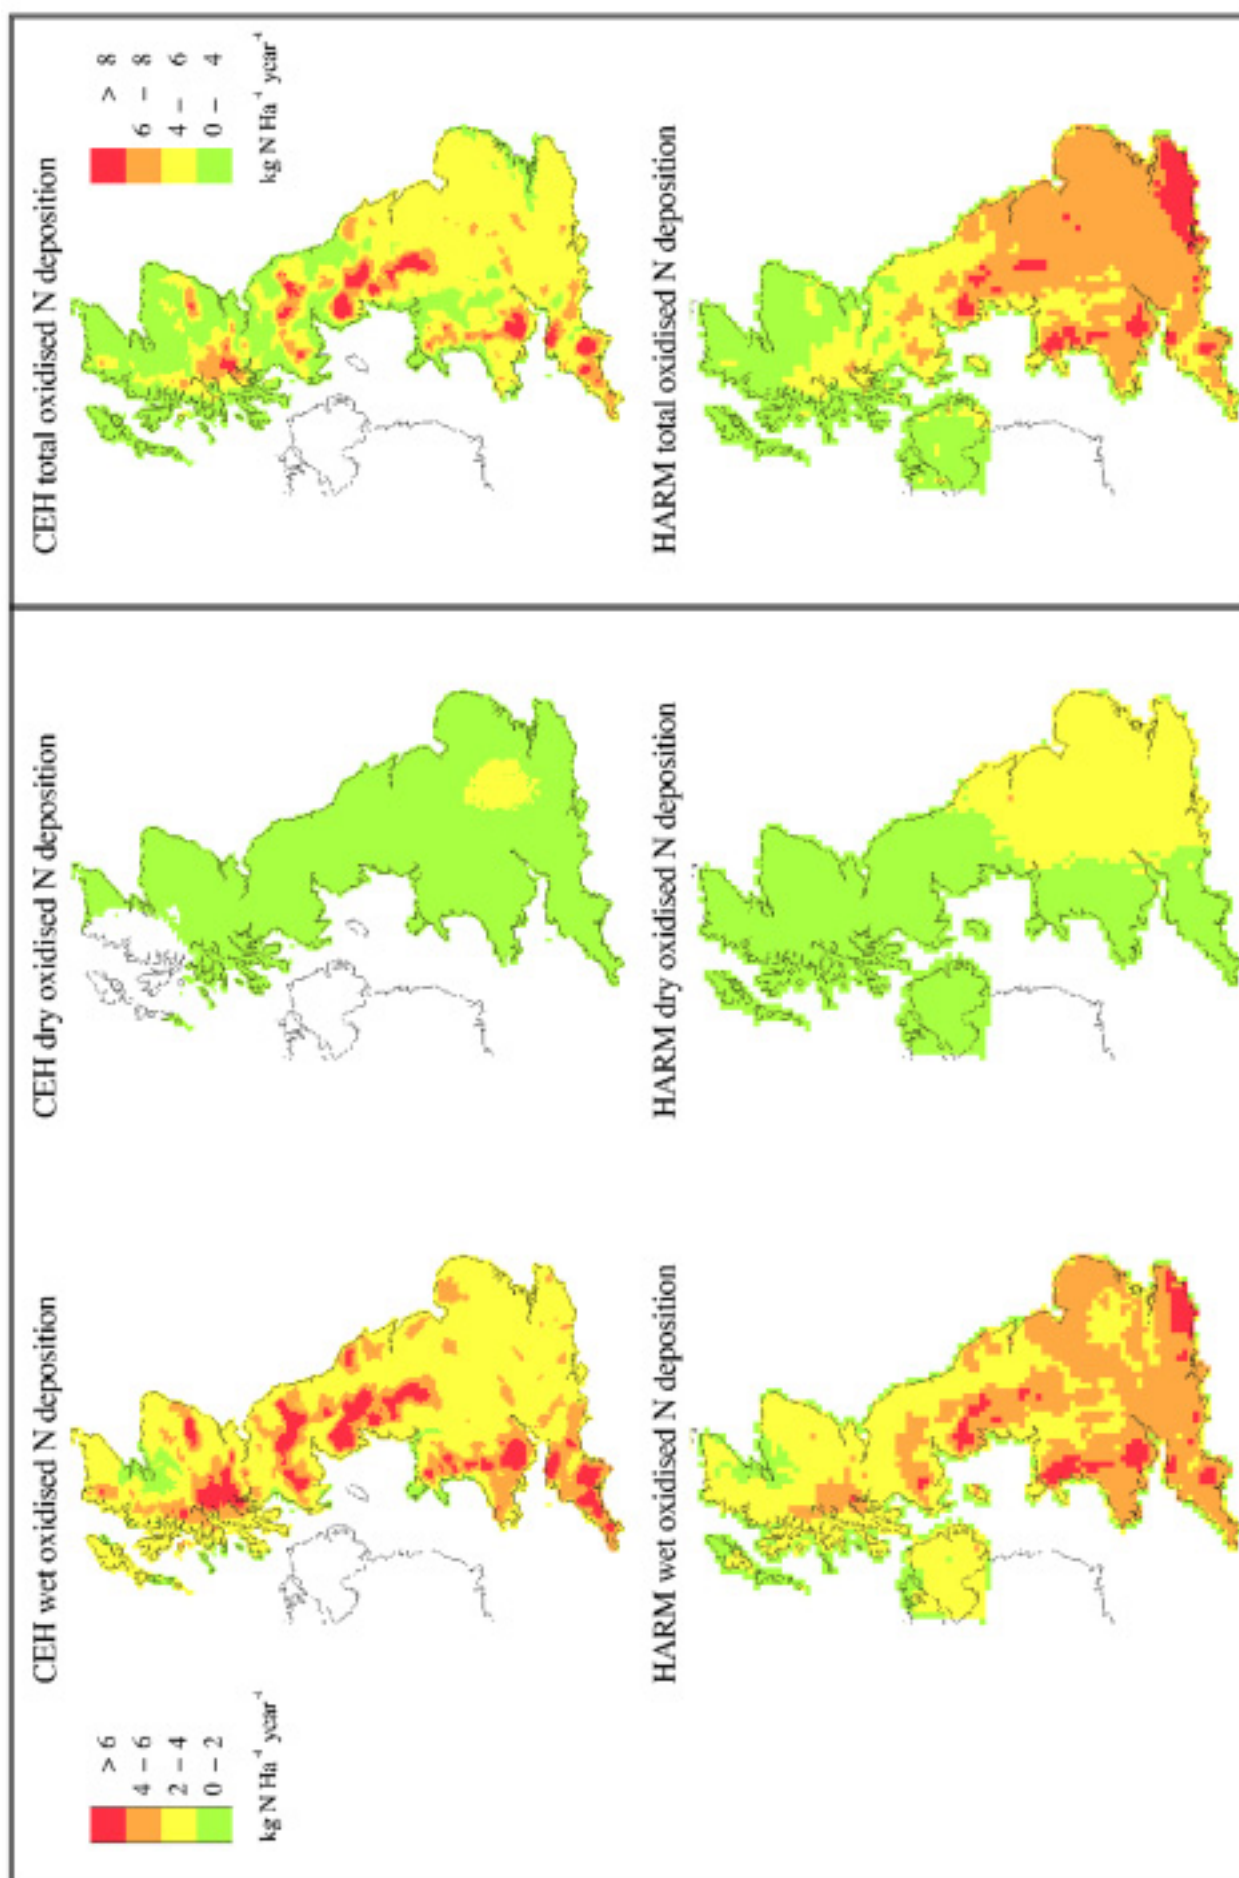 CEH wet oxidised N deposition
CEH dry oxidised N deposition
CEH total oxidised N deposition
> 6
4 – 6
2 – 4
0 – 2
kg N Ha⁻¹ year⁻¹
> 8
6 – 8
4 – 6
0 – 4
kg N Ha⁻¹ year⁻¹
HARM wet oxidised N deposition
HARM dry oxidised N deposition
HARM total oxidised N deposition